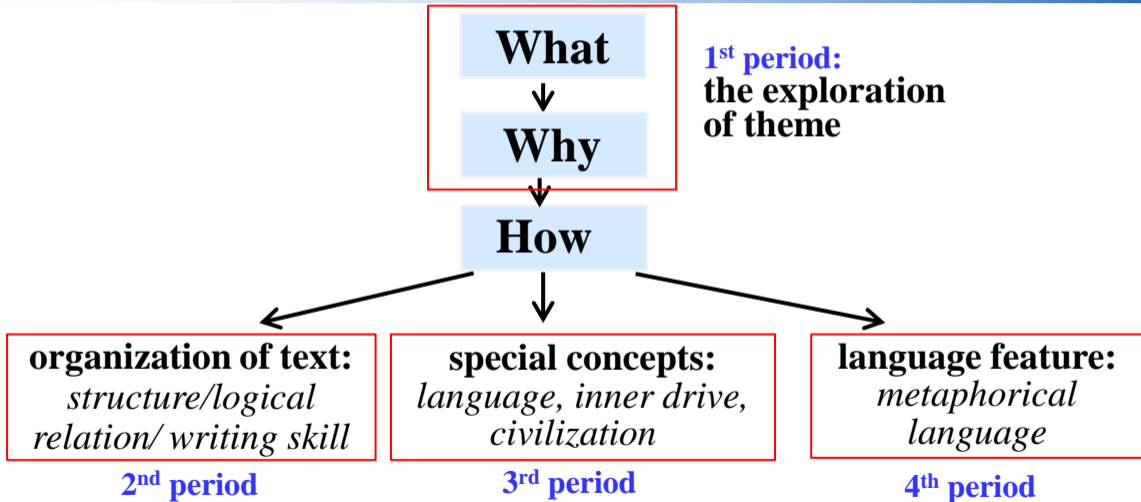 What
1st period:
the exploration
of theme
Why
How
organization of text:
structure/logical
relation/ writing skill
2nd period
special concepts:
language, inner drive,
civilization
3rd period
language feature:
metaphorical
language
4th period